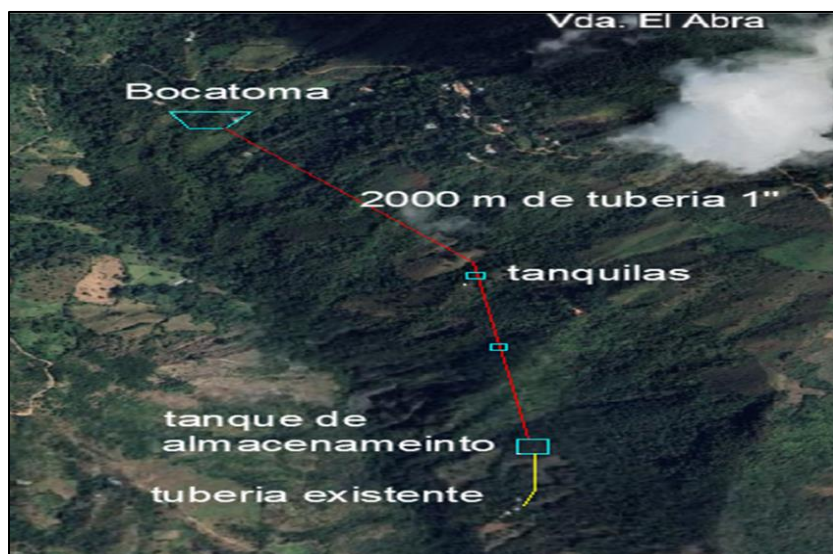 Vda. El Abra
Bocatoma
2000 m de tuberia 1"
tanquilas
tanque de
almacenameinto
tuberia existente